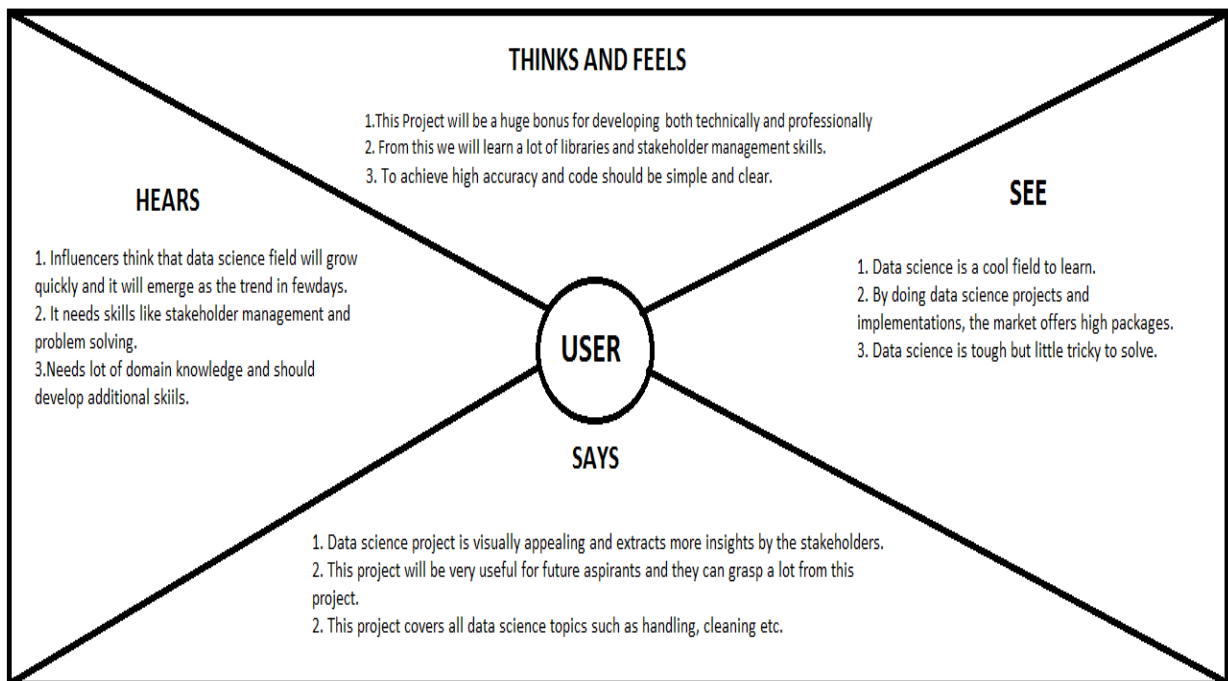 THINKS AND FEELS
1.This Project will be a huge bonus for developing both technically and professionally
2. From this we will learn a lot of libraries and stakeholder management skills.
3. To achieve high accuracy and code should be simple and clear.
HEARS
1. Influencers think that data science field will grow
quickly and it will emerge as the trend in fewdays.
2. It needs skills like stakeholder management and
problem solving.
3.Needs lot of domain knowledge and should
develop additional skiils.
SEE
1. Data science is a cool field to learn.
2. By doing data science projects and
implementations, the market offers high packages.
3. Data science is tough but little tricky to solve.
USER
SAYS
1. Data science project is visually appealing and extracts more insights by the stakeholders.
2. This project will be very useful for future aspirants and they can grasp a lot from this
project.
2. This project covers all data science topics such as handling, cleaning etc.